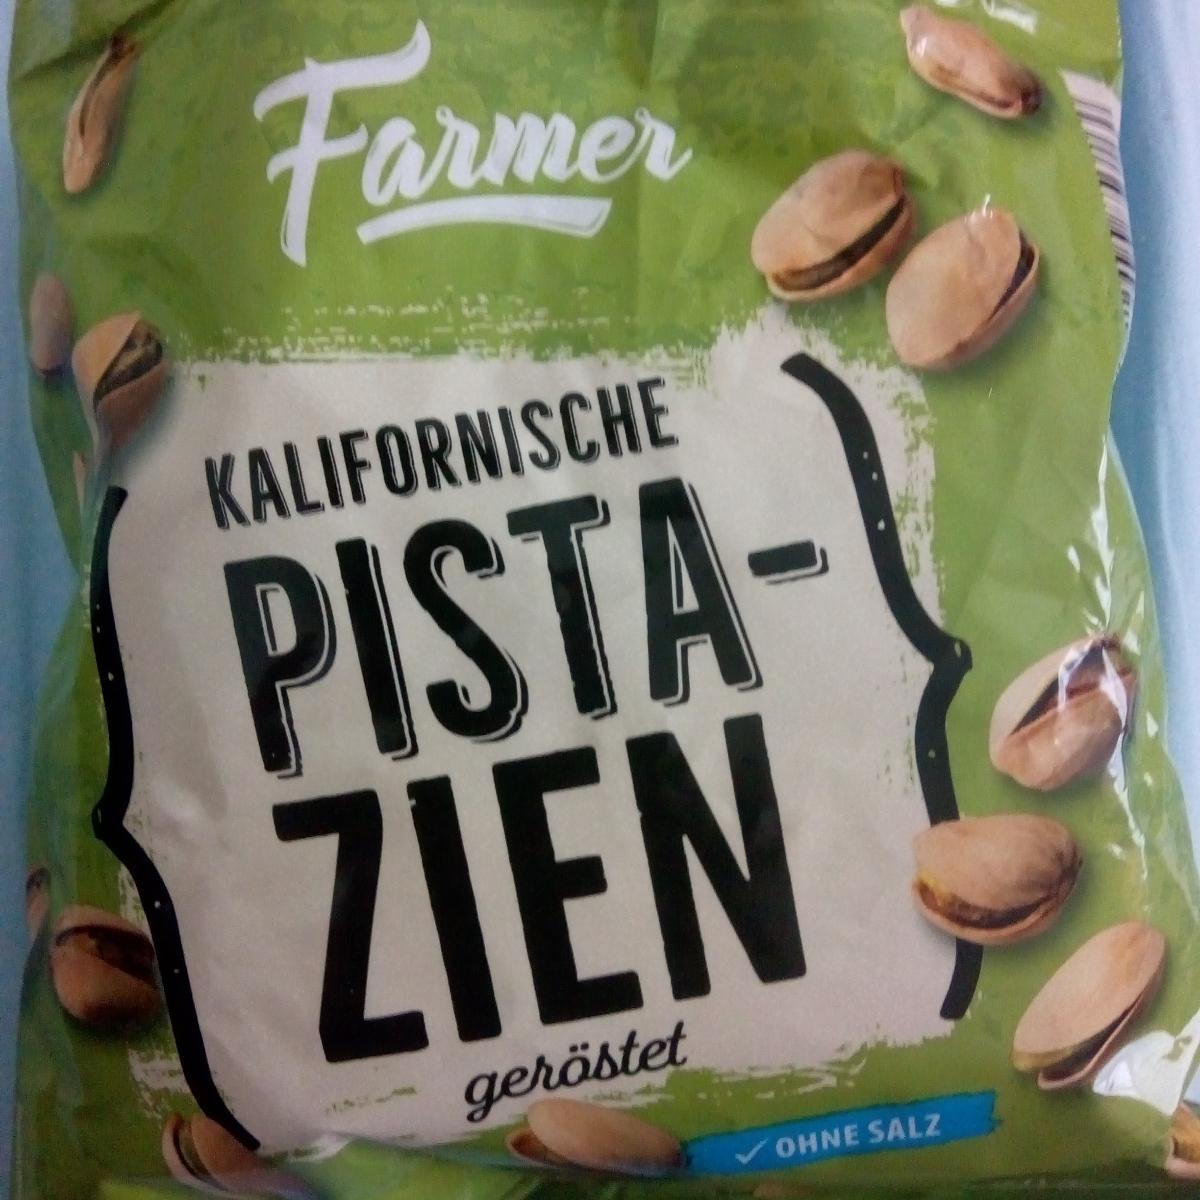 Farmer
KALIFORNISCHE
PISTA-
ZIEN
geröstet
✓ OHNE SALZ